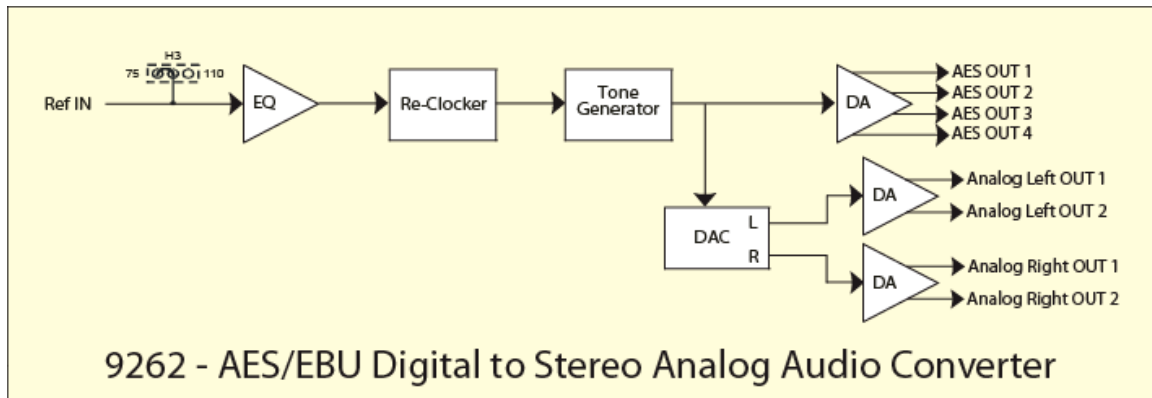 H3
75
110
Ref IN
EQ
Re-Clocker
Tone
Generator
DA
AES OUT 1
AES OUT 2
AES OUT 3
AES OUT 4
DAC
L
R
DA
Analog Left OUT 1
Analog Left OUT 2
DA
Analog Right OUT 1
Analog Right OUT 2
9262 - AES/EBU Digital to Stereo Analog Audio Converter